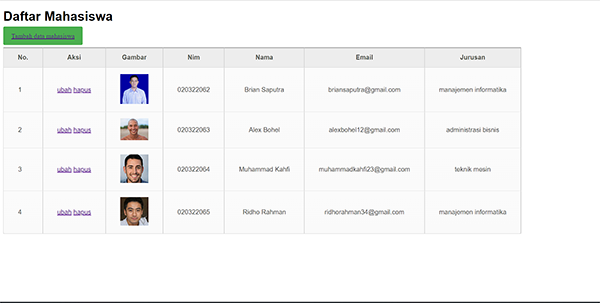 Daftar Mahasiswa
Tambah data mahasiswa
No. Aksi Gambar Nim Nama Email Jurusan
1 ubah hapus 020322062 Brian Saputra briansaputra@gmail.com manajemen informatika
2 ubah hapus 020322063 Alex Bohel alexbohel12@gmail.com administrasi bisnis
3 ubah hapus 020322064 Muhammad Kahfi muhammadkahfi23@gmail.com teknik mesin
4 ubah hapus 020322065 Ridho Rahman ridhorahman34@gmail.com manajemen informatika